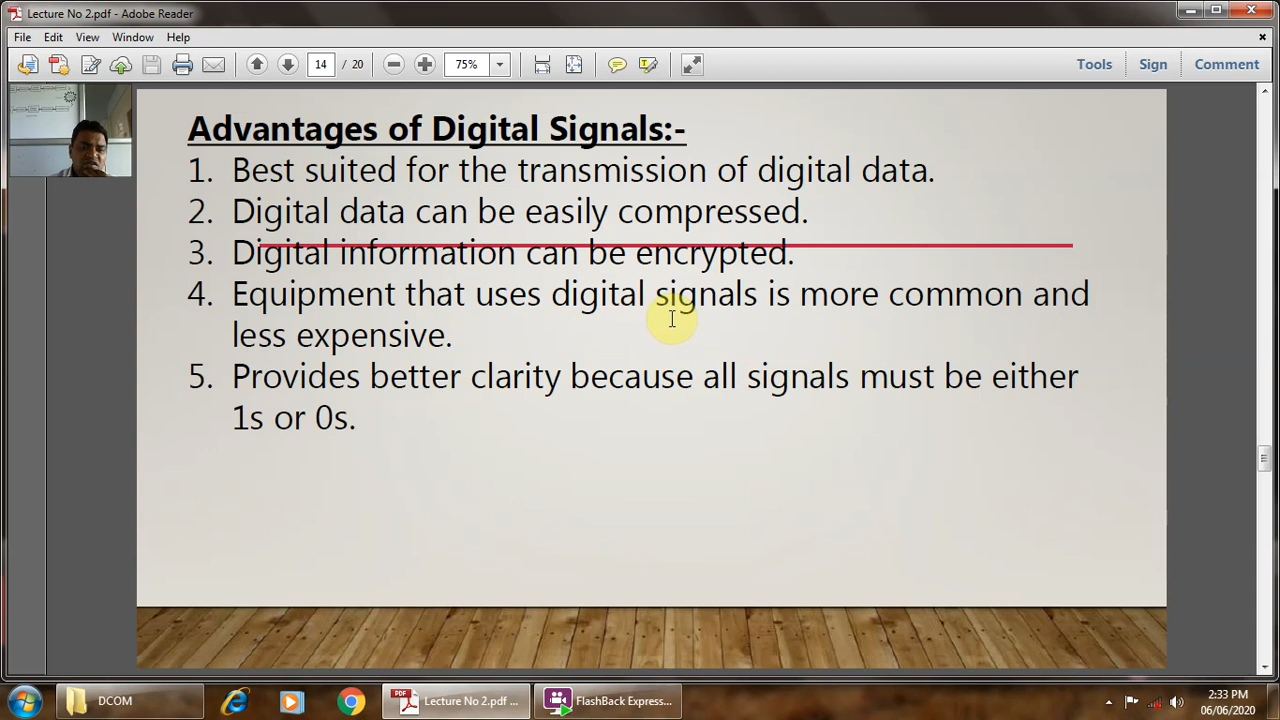 Lecture No 2.pdf - Adobe Reader
File Edit View Window Help
14 / 20 75% Tools Sign Comment
Advantages of Digital Signals:-
1. Best suited for the transmission of digital data.
2. Digital data can be easily compressed.
3. Digital information can be encrypted.
4. Equipment that uses digital signals is more common and
less expensive.
5. Provides better clarity because all signals must be either
1s or 0s.
DCOM
PDF
Lecture No 2.pdf ...
FlashBack Express...
2:33 PM
06/06/2020